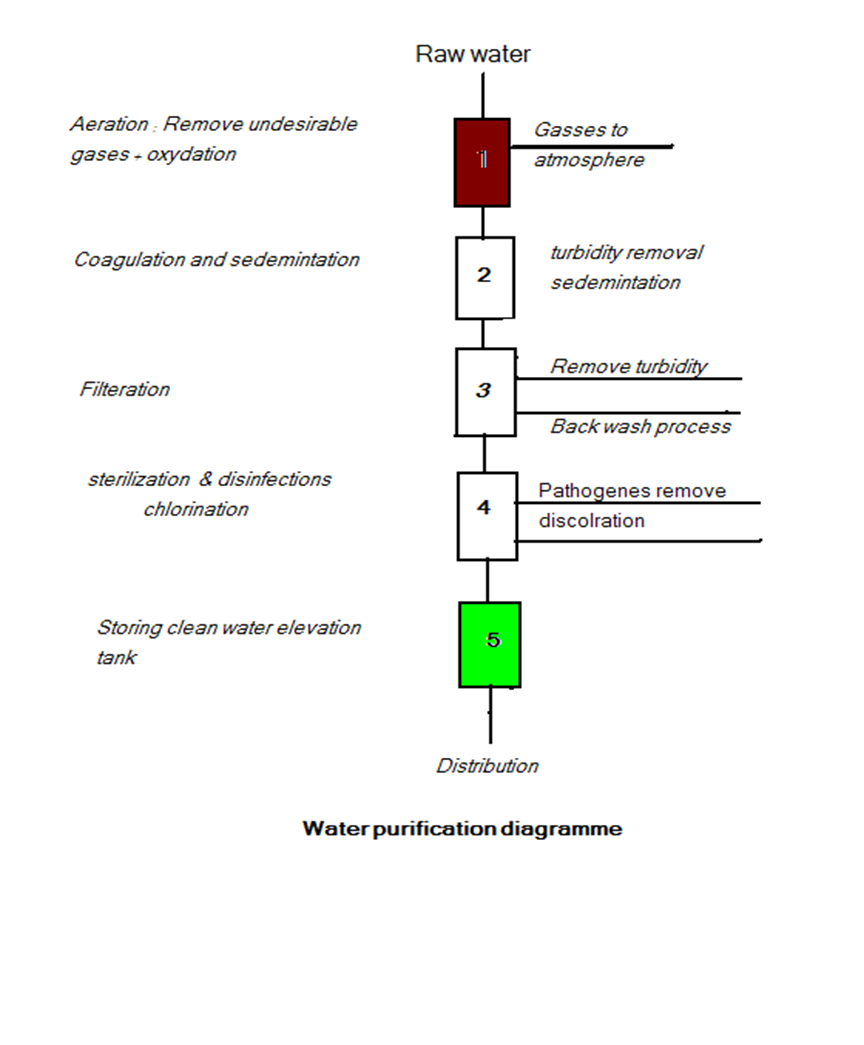 Raw water
Aeration : Remove undesirable
gases + oxydation
1
Gasses to
atmosphere
Coagulation and sedemintation
2
turbidity removal
sedemintation
Filteration
3
Remove turbidity
Back wash process
sterilization & disinfections
chlorination
4
Pathogenes remove
discolration
Storing clean water elevation
tank
5
Distribution
Water purification diagramme